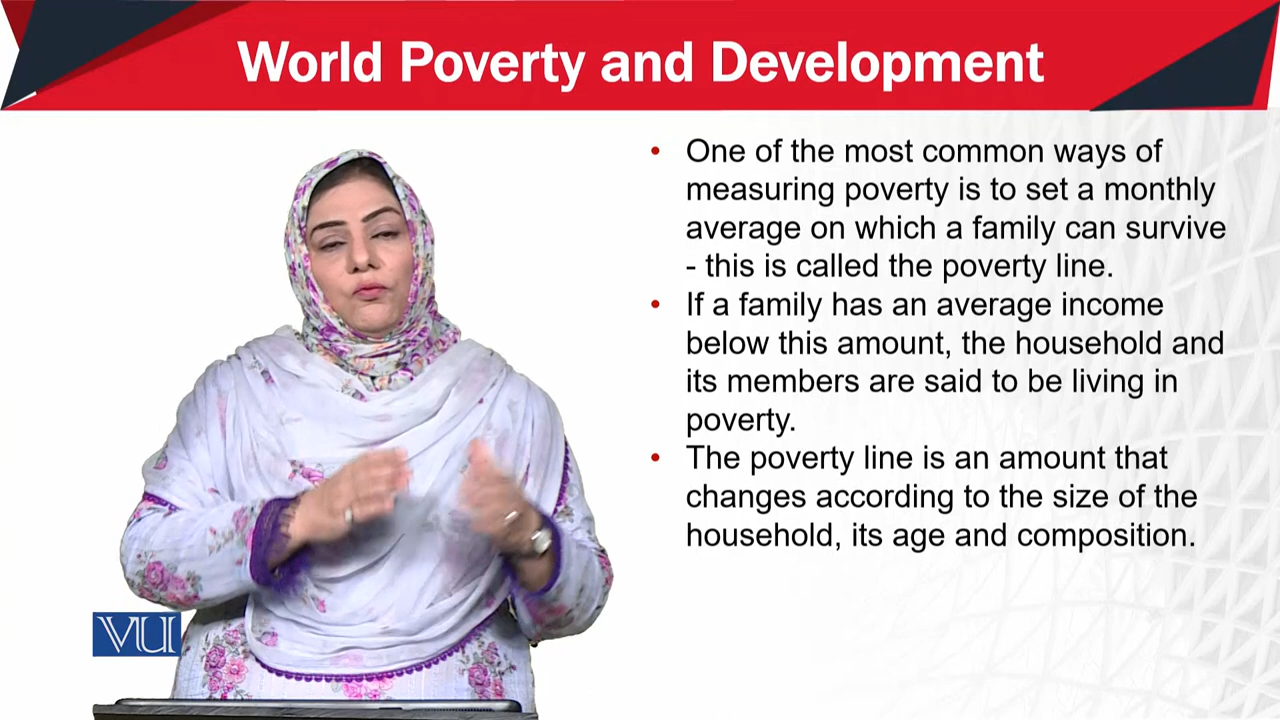 World Poverty and Development
• One of the most common ways of
measuring poverty is to set a monthly
average on which a family can survive
- this is called the poverty line.
• If a family has an average income
below this amount, the household and
its members are said to be living in
poverty.
• The poverty line is an amount that
changes according to the size of the
household, its age and composition.
VU